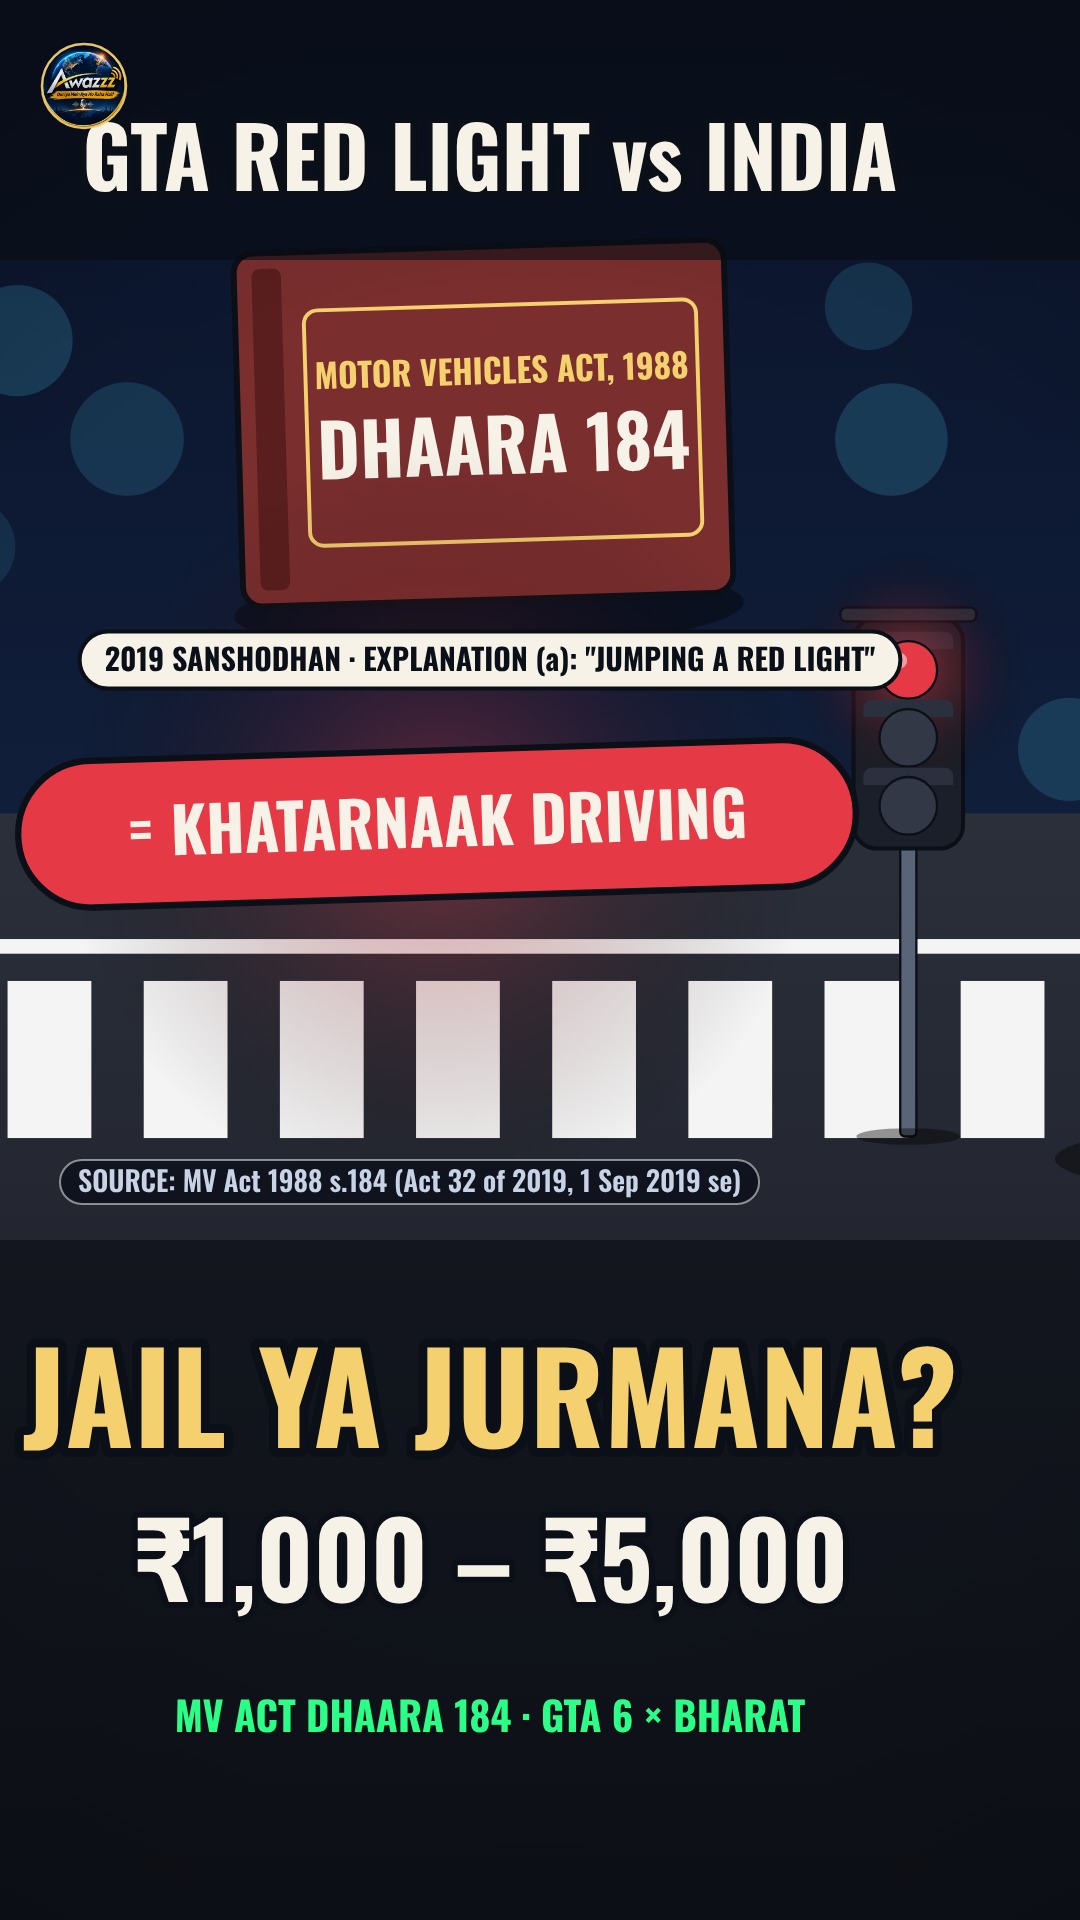 Awazzz
GTA RED LIGHT vs INDIA
MOTOR VEHICLES ACT, 1988
DHAARA 184
2019 SANSHODHAN · EXPLANATION (a): "JUMPING A RED LIGHT"
= KHATARNAAK DRIVING
SOURCE: MV Act 1988 s.184 (Act 32 of 2019, 1 Sep 2019 se)
JAIL YA JURMANA?
₹1,000 – ₹5,000
MV ACT DHAARA 184 · GTA 6 × BHARAT